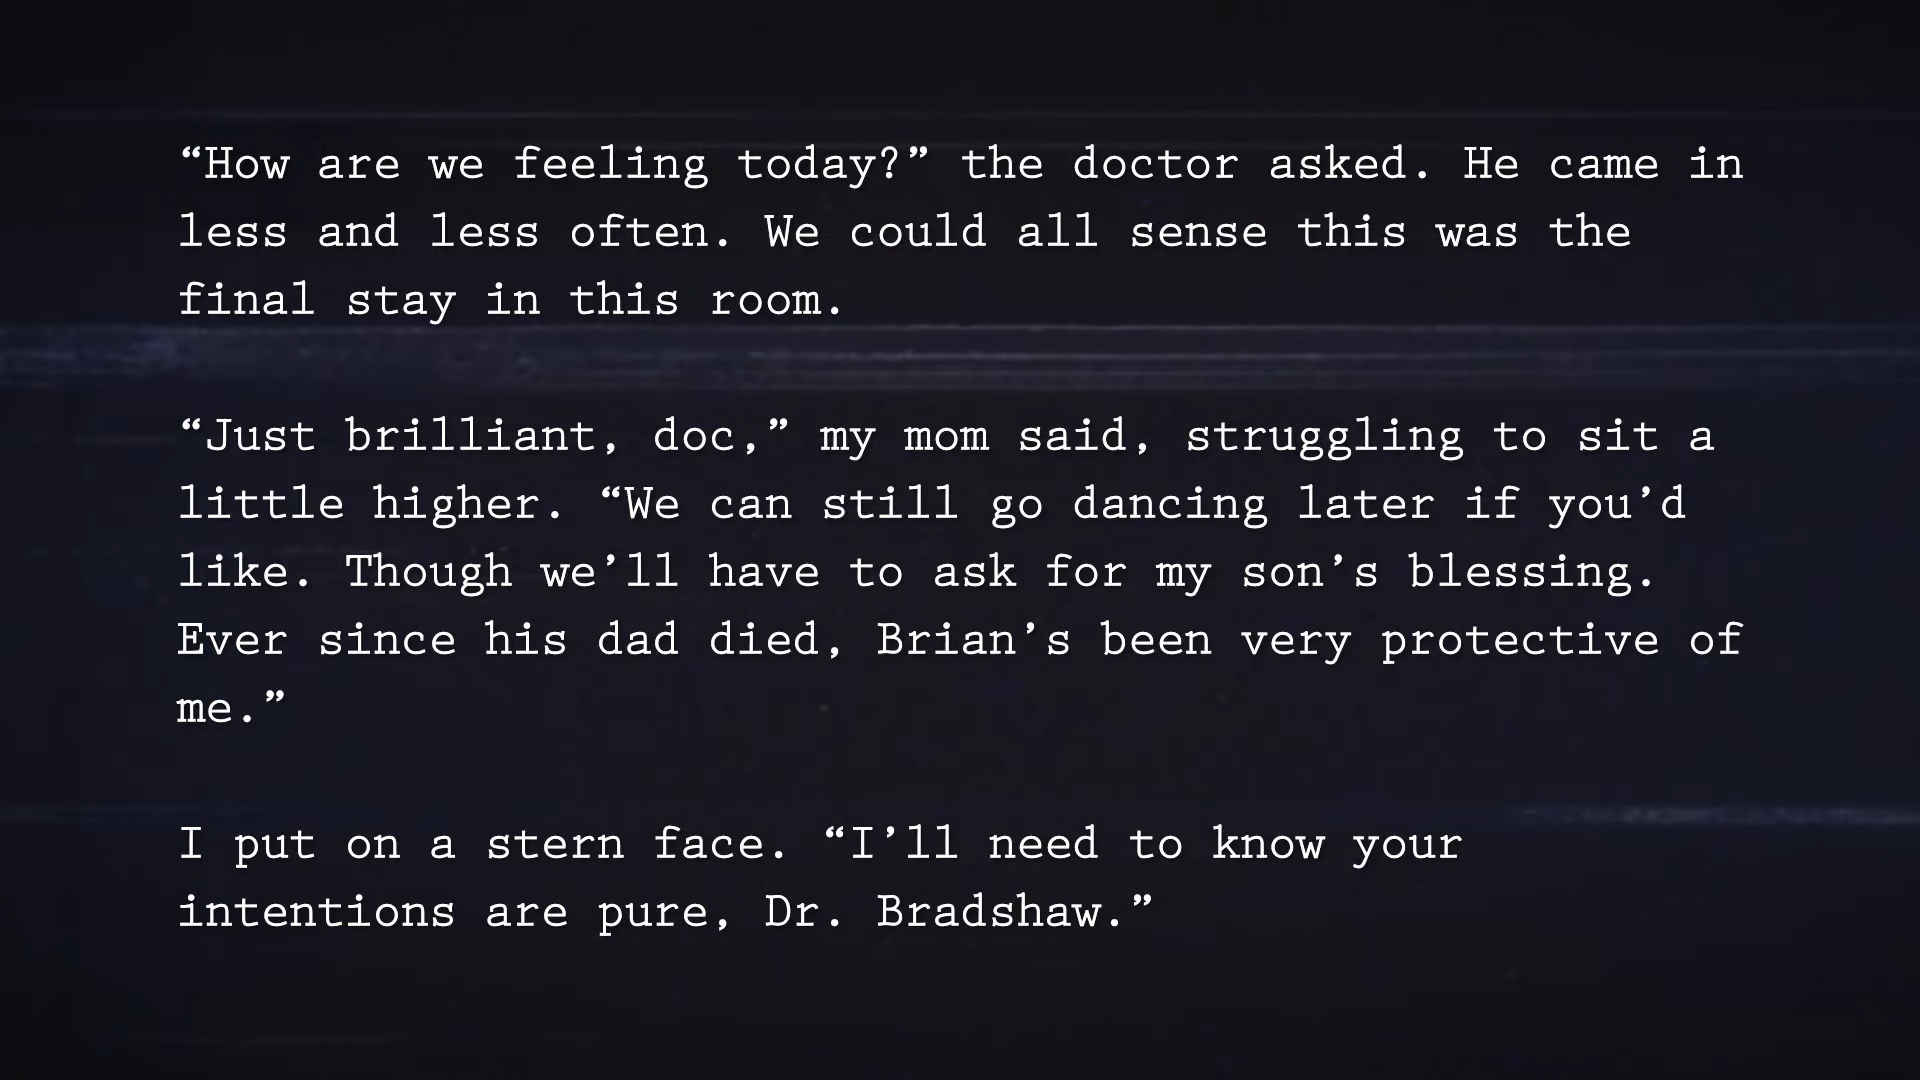 “How are we feeling today?” the doctor asked. He came in
less and less often. We could all sense this was the
final stay in this room.
“Just brilliant, doc,” my mom said, struggling to sit a
little higher. “We can still go dancing later if you’d
like. Though we’ll have to ask for my son’s blessing.
Ever since his dad died, Brian’s been very protective of
me.”
I put on a stern face. “I’ll need to know your
intentions are pure, Dr. Bradshaw.”